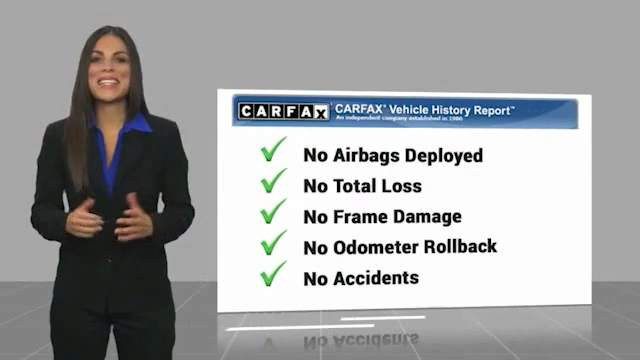 CARFAX CARFAX® Vehicle History Report™
An independent company established in 1986
No Airbags Deployed
No Total Loss
No Frame Damage
No Odometer Rollback
No Accidents